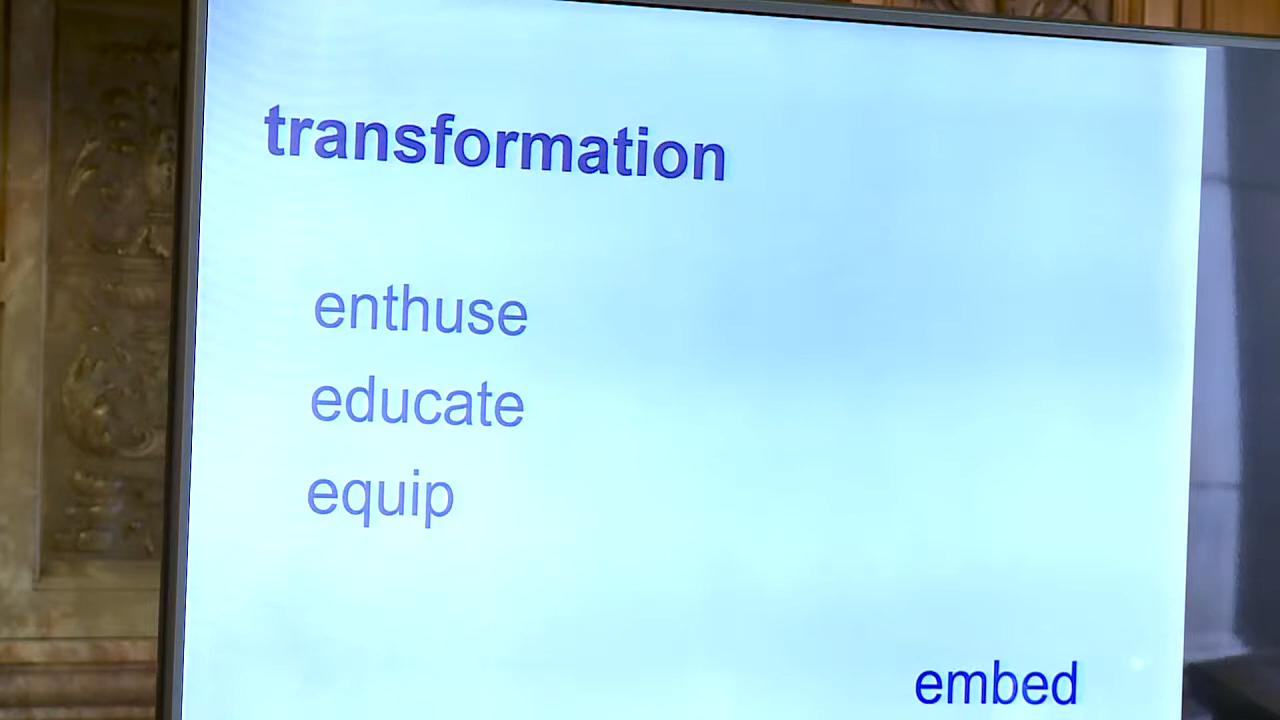 transformation
enthuse
educate
equip
embed